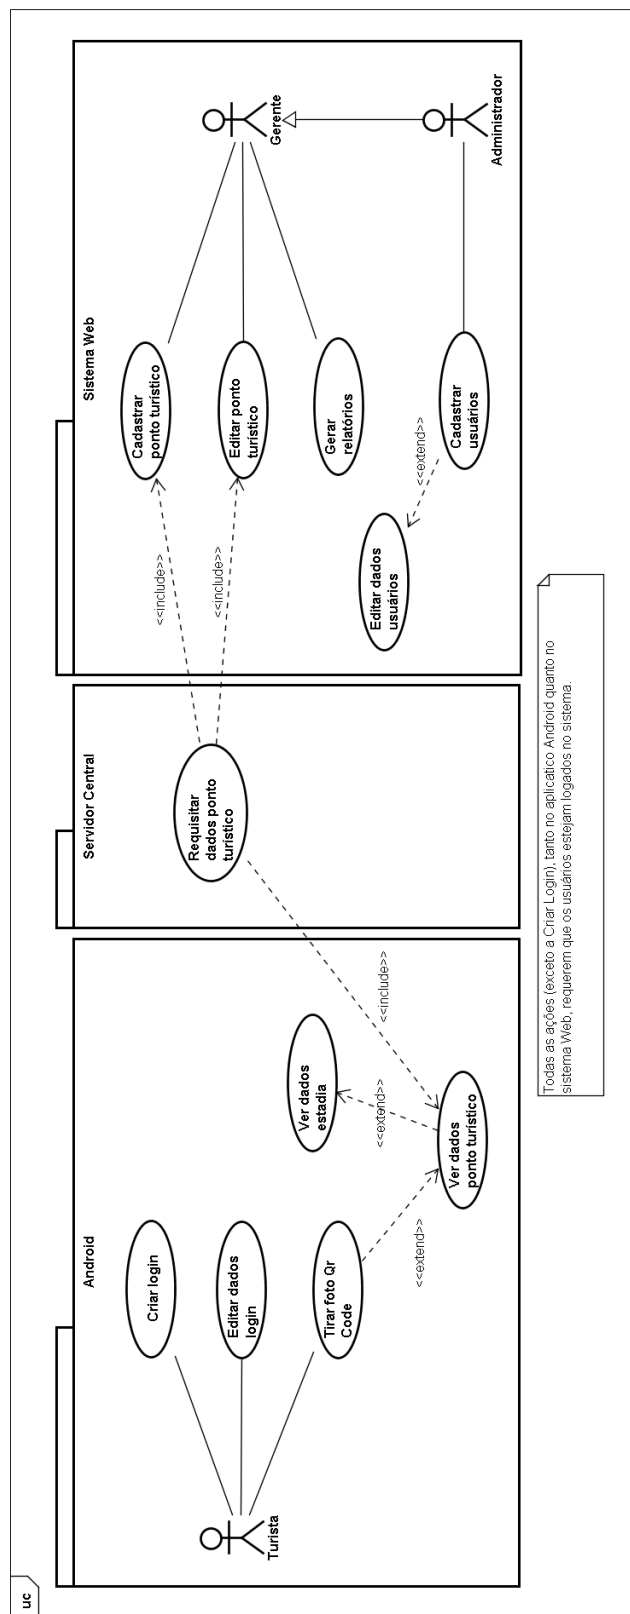 uc
Android
Turista
Criar login
Editar dados
login
Tirar foto Qr
Code
<<extend>>
Ver dados
estadia
<<extend>>
Ver dados
ponto turístico
<<include>>
Servidor Central
Requisitar
dados ponto
turístico
<<include>>
<<include>>
Sistema Web
Cadastrar
ponto turístico
Editar ponto
turístico
Gerar
relatórios
Editar dados
usuários
<<extend>>
Cadastrar
usuários
Gerente
Administrador
Todas as ações (exceto a Criar Login), tanto no aplicatico Android quanto no
sistema Web, requerem que os usuários estejam logados no sistema.